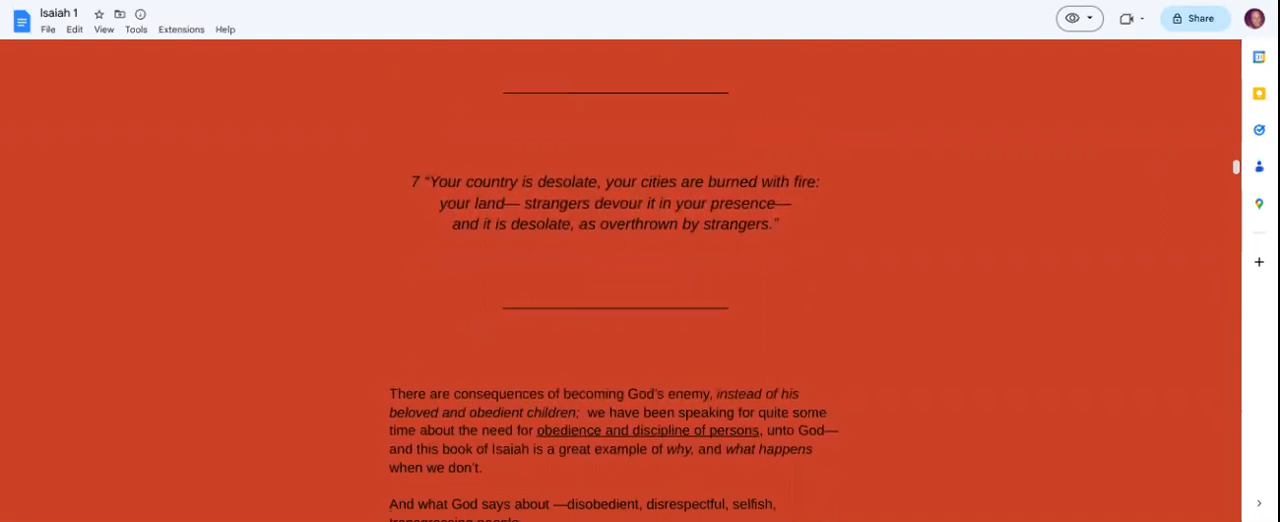 Isaiah 1
File Edit View Tools Extensions Help
Share
7 “Your country is desolate, your cities are burned with fire:
your land— strangers devour it in your presence—
and it is desolate, as overthrown by strangers.”
There are consequences of becoming God’s enemy, instead of his
beloved and obedient children; we have been speaking for quite some
time about the need for obedience and discipline of persons, unto God—
and this book of Isaiah is a great example of why, and what happens
when we don’t.
And what God says about —disobedient, disrespectful, selfish,
transgressing people